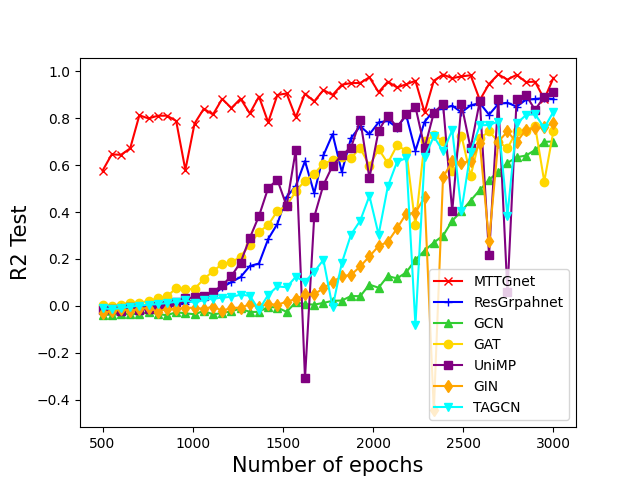 1.0
0.8
0.6
0.4
0.2
0.0
−0.2
−0.4
R2 Test
500
1000
1500
2000
2500
3000
Number of epochs
MTTGnet
ResGrpahnet
GCN
GAT
UniMP
GIN
TAGCN